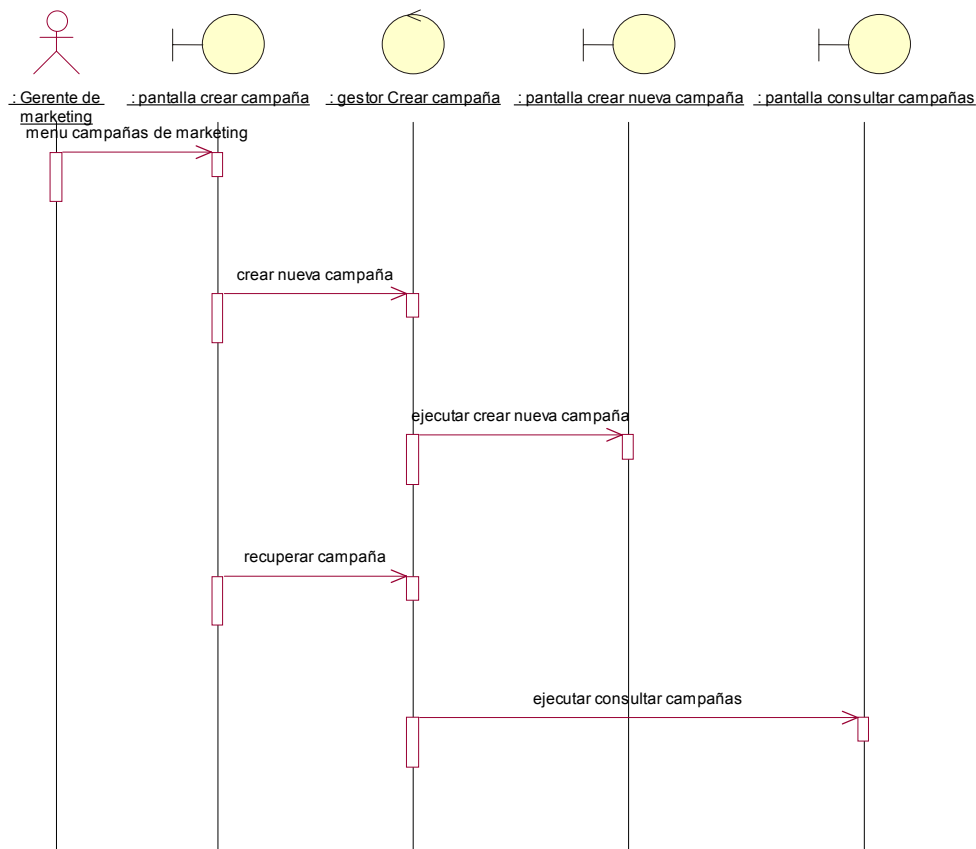 : Gerente de
marketing
: pantalla crear campaña
: gestor Crear campaña
: pantalla crear nueva campaña
: pantalla consultar campañas
menu campañas de marketing
crear nueva campaña
ejecutar crear nueva campaña
recuperar campaña
ejecutar consultar campañas